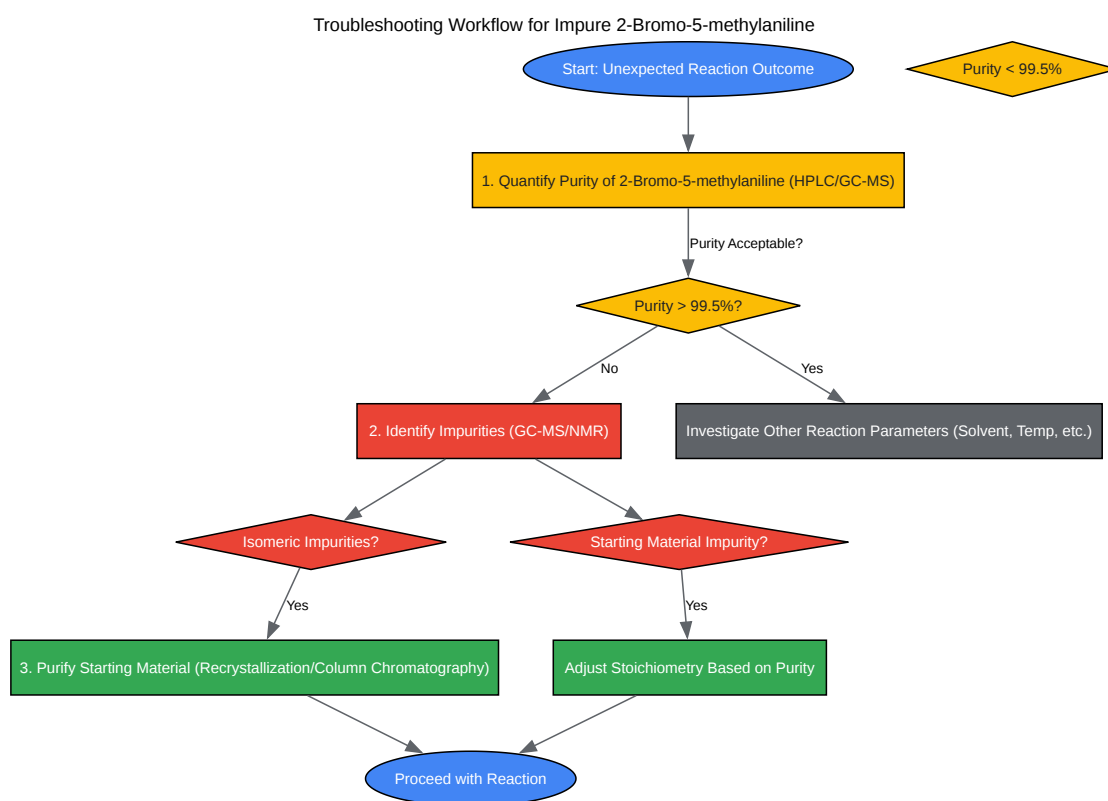 Troubleshooting Workflow for Impure 2-Bromo-5-methylaniline
Start: Unexpected Reaction Outcome
Purity < 99.5%
1. Quantify Purity of 2-Bromo-5-methylaniline (HPLC/GC-MS)
Purity Acceptable?
Purity > 99.5%?
No
Yes
2. Identify Impurities (GC-MS/NMR)
Investigate Other Reaction Parameters (Solvent, Temp, etc.)
Isomeric Impurities?
Starting Material Impurity?
Yes
Yes
3. Purify Starting Material (Recrystallization/Column Chromatography)
Adjust Stoichiometry Based on Purity
Proceed with Reaction